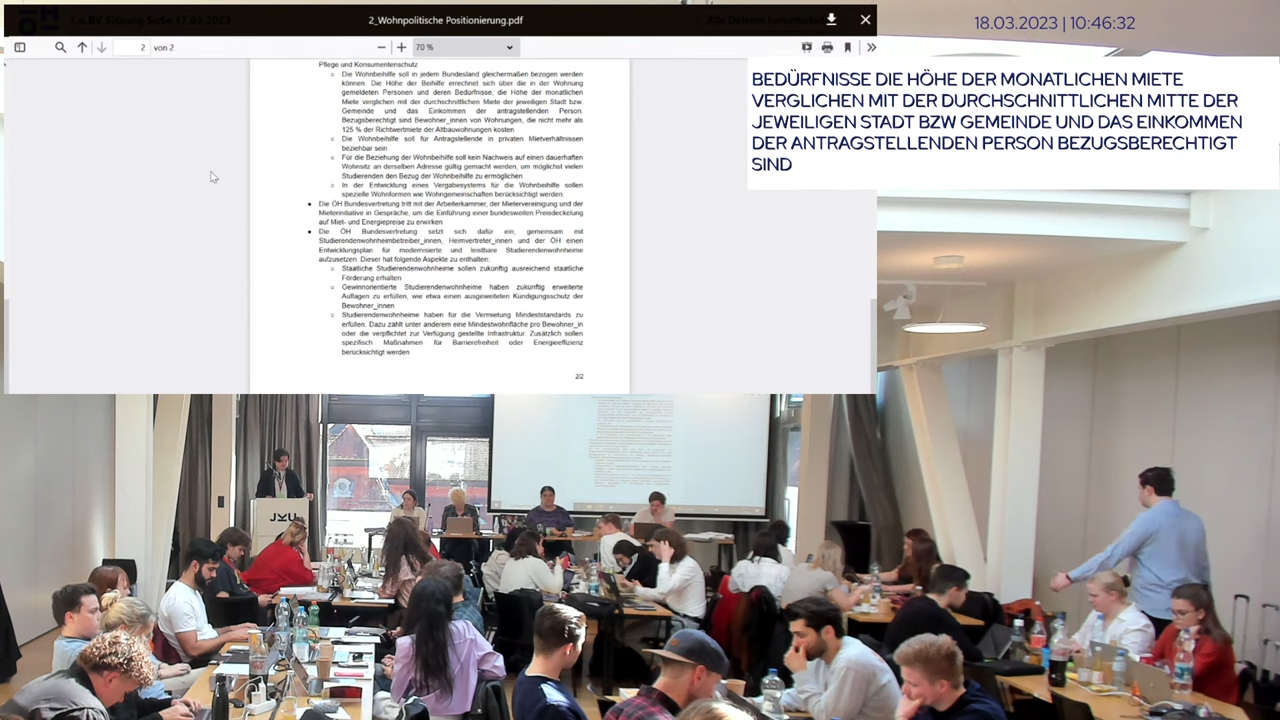 1.o BV Sitzung SoSe 17.03.2023
2_Wohnpolitische Positionierung.pdf
18.03.2023 | 10:46:32
2 von 2
70 %
Pflege und Konsumentenschutz
○ Die Wohnbeihilfe soll in jedem Bundesland gleichermaßen bezogen werden
können. Die Höhe der Beihilfe errechnet sich über die in der Wohnung
gemeldeten Personen und deren Bedürfnisse, die Höhe der monatlichen
Miete verglichen mit der durchschnittlichen Miete der jeweiligen Stadt bzw.
Gemeinde und das Einkommen der antragstellenden Person.
Bezugsberechtigt sind Bewohner_innen von Wohnungen, die nicht mehr als
125 % der Richtwertmiete der Altbauwohnungen kosten
○ Die Wohnbeihilfe soll für Antragstellende in privaten Mietverhältnissen
beziehbar sein
○ Für die Beziehung der Wohnbeihilfe soll kein Nachweis auf einen dauerhaften
Wohnsitz an derselben Adresse gültig gemacht werden, um möglichst vielen
Studierenden den Bezug der Wohnbeihilfe zu ermöglichen
○ In der Entwicklung eines Vergabesystems für die Wohnbeihilfe sollen
spezielle Wohnformen wie Wohngemeinschaften berücksichtigt werden.
● Die ÖH Bundesvertretung tritt mit der Arbeiterkammer, der Mietervereinigung und der
Mieterinitiative in Gespräche, um die Einführung einer bundesweiten Preisdeckelung
auf Miet- und Energiepreise zu erwirken
● Die ÖH Bundesvertretung setzt sich dafür ein, gemeinsam mit
Studierendenwohnheimbetreiber_innen, Heimvertreter_innen und der ÖH einen
Entwicklungsplan für modernisierte und leistbare Studierendenwohnheime
aufzusetzen. Dieser hat folgende Aspekte zu enthalten:
○ Staatliche Studierendenwohnheime sollen zukünftig ausreichend staatliche
Förderung erhalten
○ Gewinnorientierte Studierendenwohnheime haben zukünftig erweiterte
Auflagen zu erfüllen, wie etwa einen ausgeweiteten Kündigungsschutz der
Bewohner_innen
○ Studierendenwohnheime haben für die Vermietung Mindeststandards zu
erfüllen. Dazu zählt unter anderem eine Mindestwohnfläche pro Bewohner_in
oder die verpflichtet zur Verfügung gestellte Infrastruktur. Zusätzlich sollen
spezifisch Maßnahmen für Barrierefreiheit oder Energieeffizienz
berücksichtigt werden
2/2
BEDÜRFNISSE DIE HÖHE DER MONATLICHEN MIETE
VERGLICHEN MIT DER DURCHSCHNITTLICHEN MITTE DER
JEWEILIGEN STADT BZW GEMEINDE UND DAS EINKOMMEN
DER ANTRAGSTELLENDEN PERSON BEZUGSBERECHTIGT
SIND
JKU